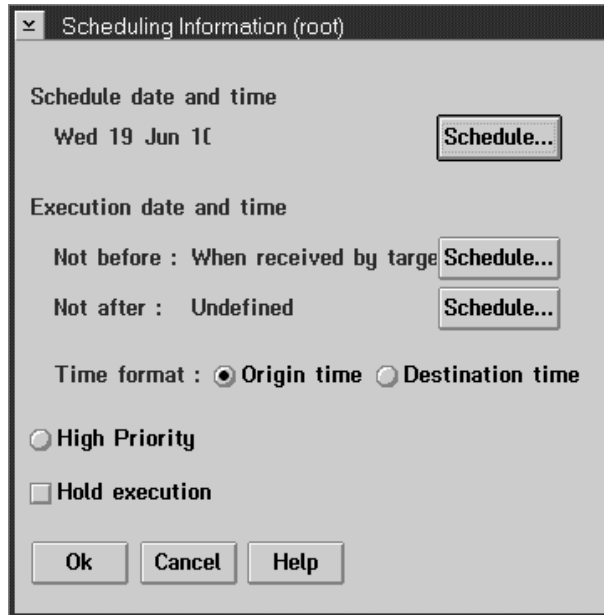 Scheduling Information (root)
Schedule date and time
Wed 19 Jun Schedule...
Execution date and time
Not before : When received by targe Schedule...
Not after : Undefined Schedule...
Time format : Origin time Destination time
High Priority
Hold execution
Ok Cancel Help